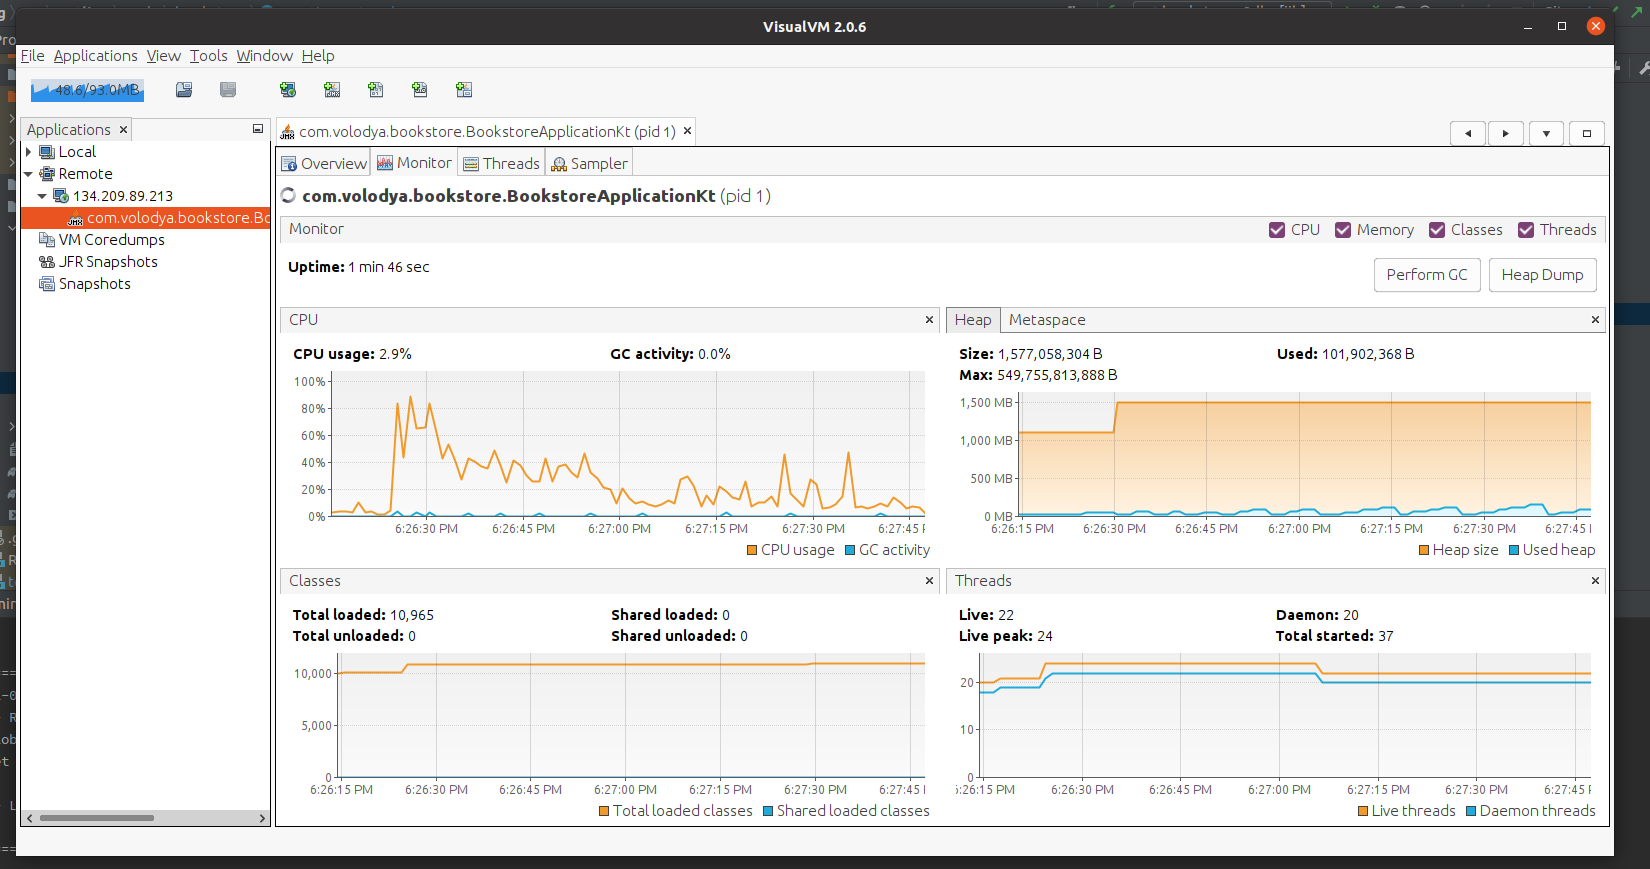 VisualVM 2.0.6
File Applications View Tools Window Help
48.6/93.0MB
Applications
com.volodya.bookstore.BookstoreApplicationKt (pid 1)
Local
Remote
134.209.89.213
com.volodya.bookstore.Bo
VM Coredumps
JFR Snapshots
Snapshots
Overview Monitor Threads Sampler
com.volodya.bookstore.BookstoreApplicationKt (pid 1)
Monitor CPU Memory Classes Threads
Uptime: 1 min 46 sec
Perform GC Heap Dump
CPU
CPU usage: 2.9% GC activity: 0.0%
100%
80%
60%
40%
20%
0%
6:26:30 PM 6:26:45 PM 6:27:00 PM 6:27:15 PM 6:27:30 PM 6:27:45 P
CPU usage GC activity
Heap Metaspace
Size: 1,577,058,304 B Used: 101,902,368 B
Max: 549,755,813,888 B
1,500 MB
1,000 MB
500 MB
0 MB
6:26:15 PM 6:26:30 PM 6:26:45 PM 6:27:00 PM 6:27:15 PM 6:27:30 PM 6:27:45 P
Heap size Used heap
Classes
Total loaded: 10,965 Shared loaded: 0
Total unloaded: 0 Shared unloaded: 0
10,000
5,000
0
6:26:15 PM 6:26:30 PM 6:26:45 PM 6:27:00 PM 6:27:15 PM 6:27:30 PM 6:27:45 P
Total loaded classes Shared loaded classes
Threads
Live: 22 Daemon: 20
Live peak: 24 Total started: 37
20
10
0
:26:15 PM 6:26:30 PM 6:26:45 PM 6:27:00 PM 6:27:15 PM 6:27:30 PM 6:27:45 P
Live threads Daemon threads